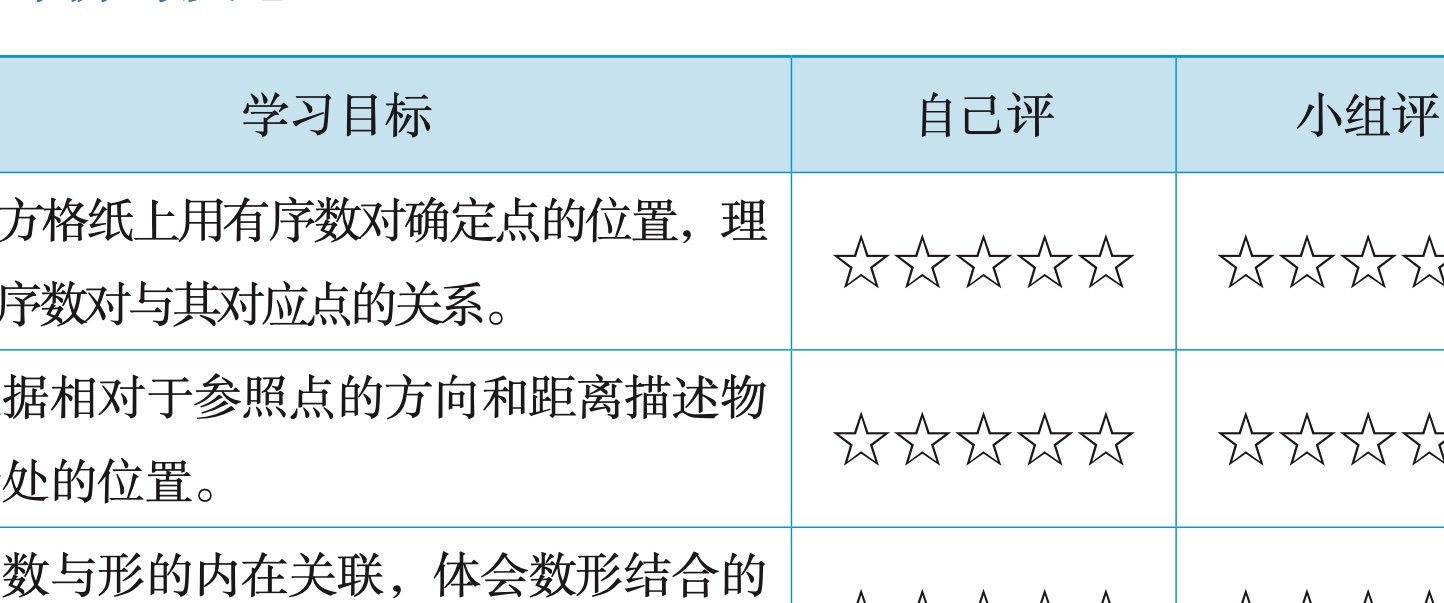 学习目标 自己评 小组评
方格纸上用有序数对确定点的位置，理 ☆☆☆☆☆ ☆☆☆☆
序数对与其对应点的关系。
据相对于参照点的方向和距离描述物 ☆☆☆☆☆ ☆☆☆☆
处的位置。
数与形的内在关联，体会数形结合的